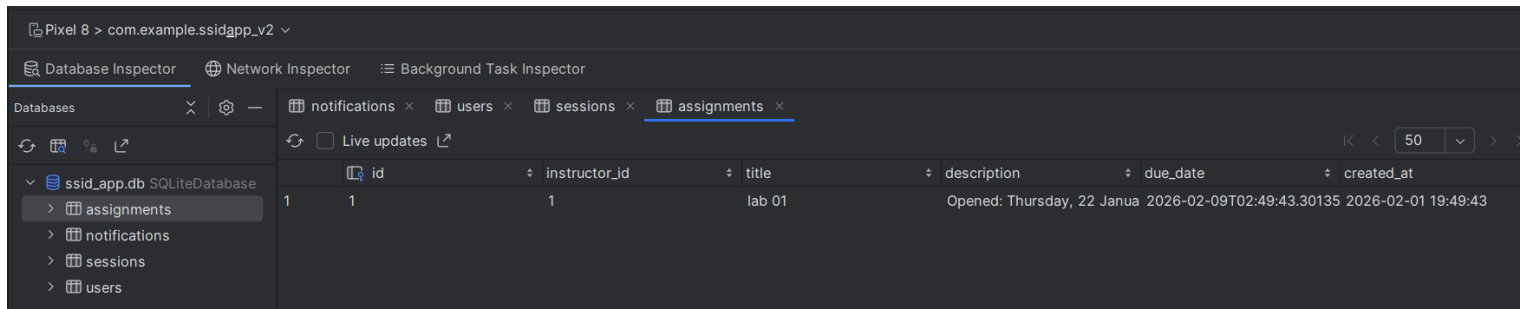 Pixel 8 > com.example.ssidapp_v2
Database Inspector Network Inspector Background Task Inspector
Databases notifications users sessions assignments
Live updates 50
ssid_app.db SQLiteDatabase
assignments
notifications
sessions
users
id instructor_id title description due_date created_at
1 1 1 lab 01 Opened: Thursday, 22 Janua 2026-02-09T02:49:43.30135 2026-02-01 19:49:43